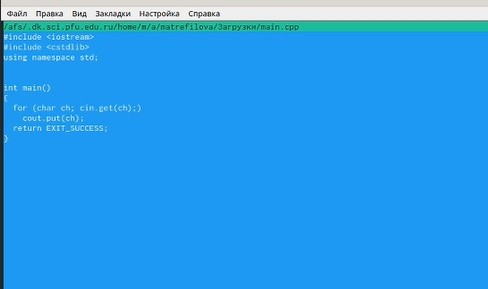 Файл Правка Вид Закладки Настройка Справка
/afs/.dk.sci.pfu.edu.ru/home/m/a/matrefilova/Загрузки/main.cpp
#include <iostream>
#include <cstdlib>
using namespace std;
int main()
{
for (char ch; cin.get(ch);)
cout.put(ch);
return EXIT_SUCCESS;
}